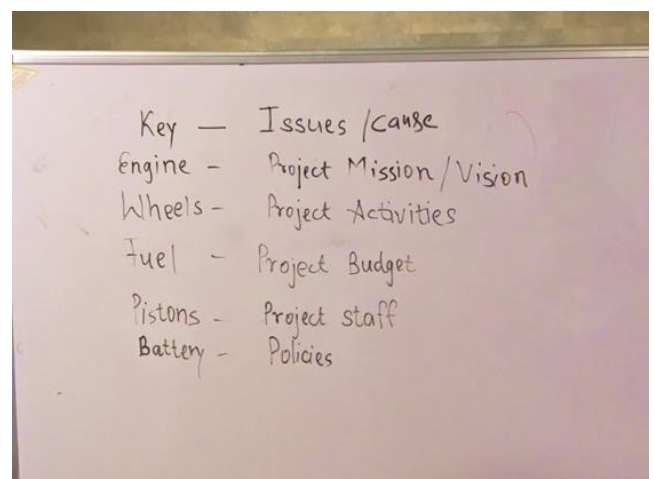 Key — Issues/cause
Engine - Project Mission/Vision
Wheels - Project Activities
Fuel - Project Budget
Pistons - Project staff
Battery - Policies